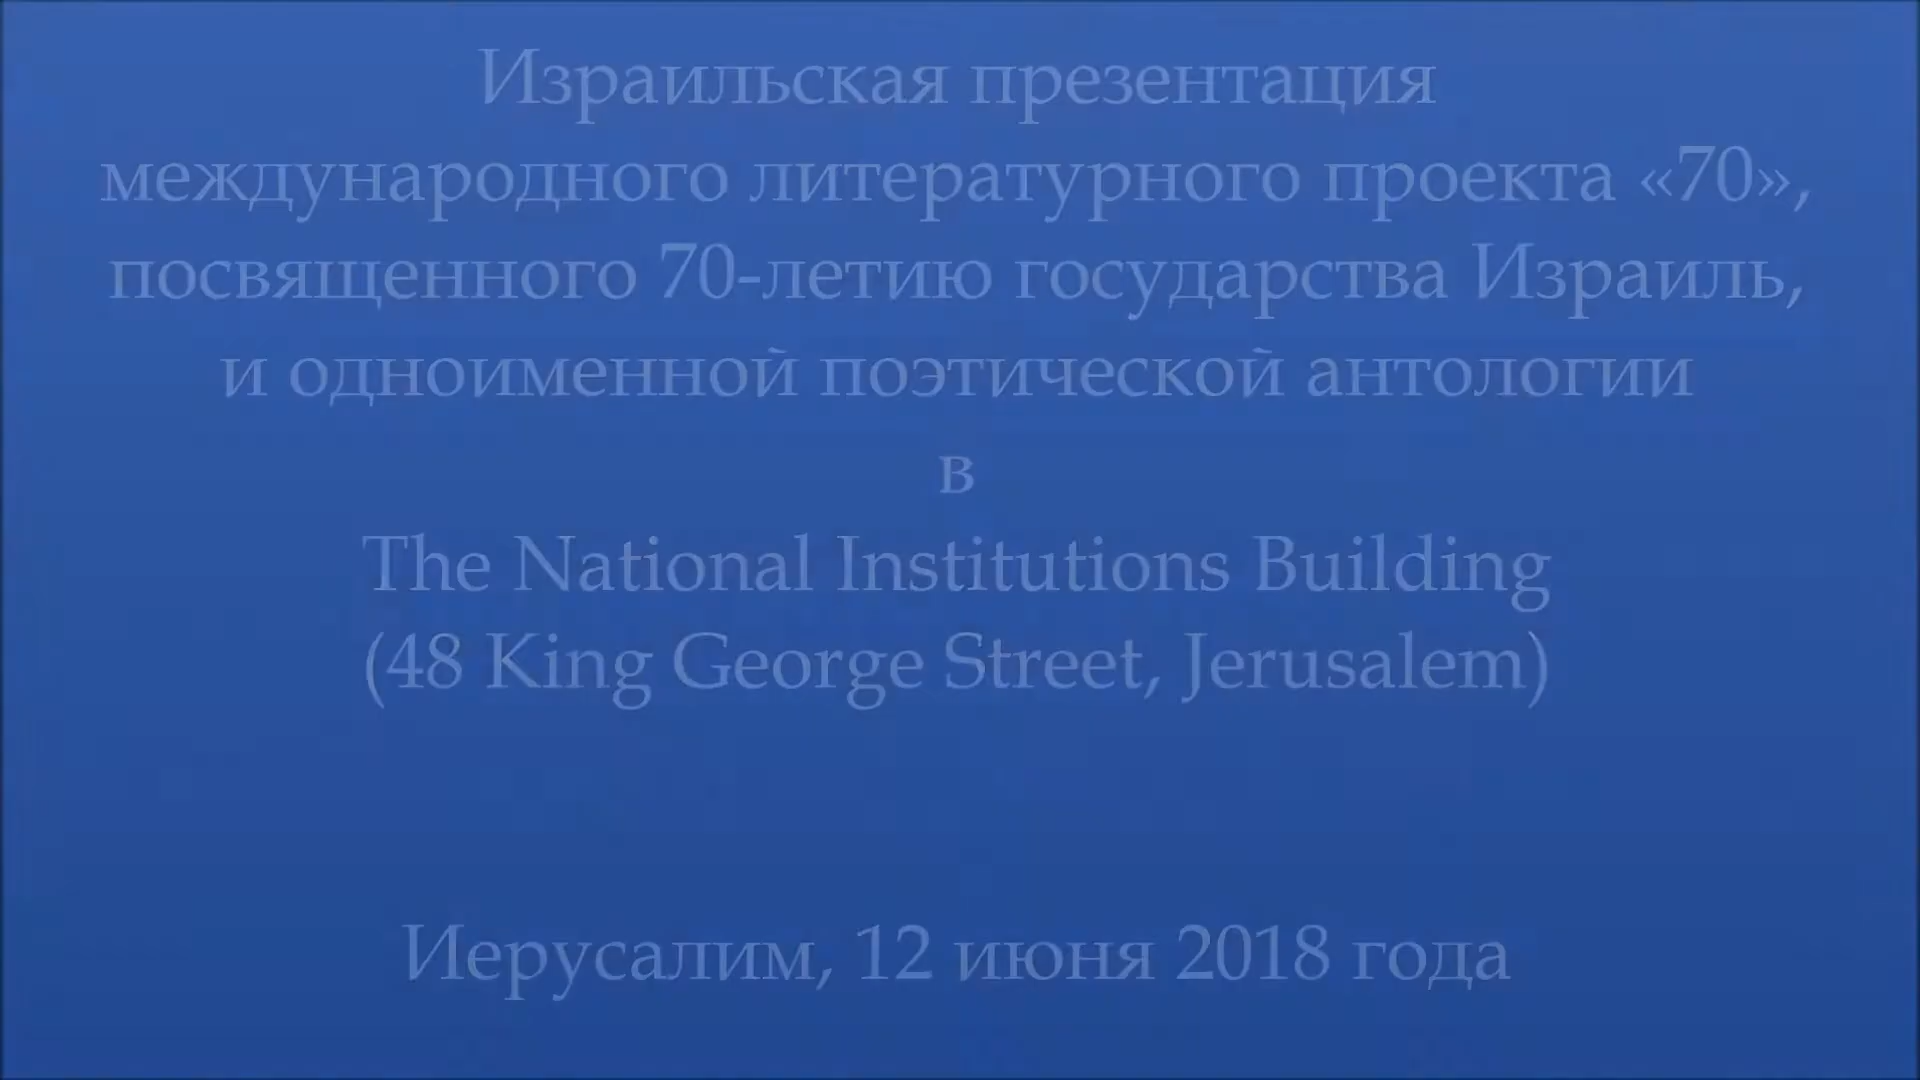 Израильская презентация
международного литературного проекта «70»,
посвященного 70-летию государства Израиль,
и одноименной поэтической антологии
в
The National Institutions Building
(48 King George Street, Jerusalem)
Иерусалим, 12 июня 2018 года